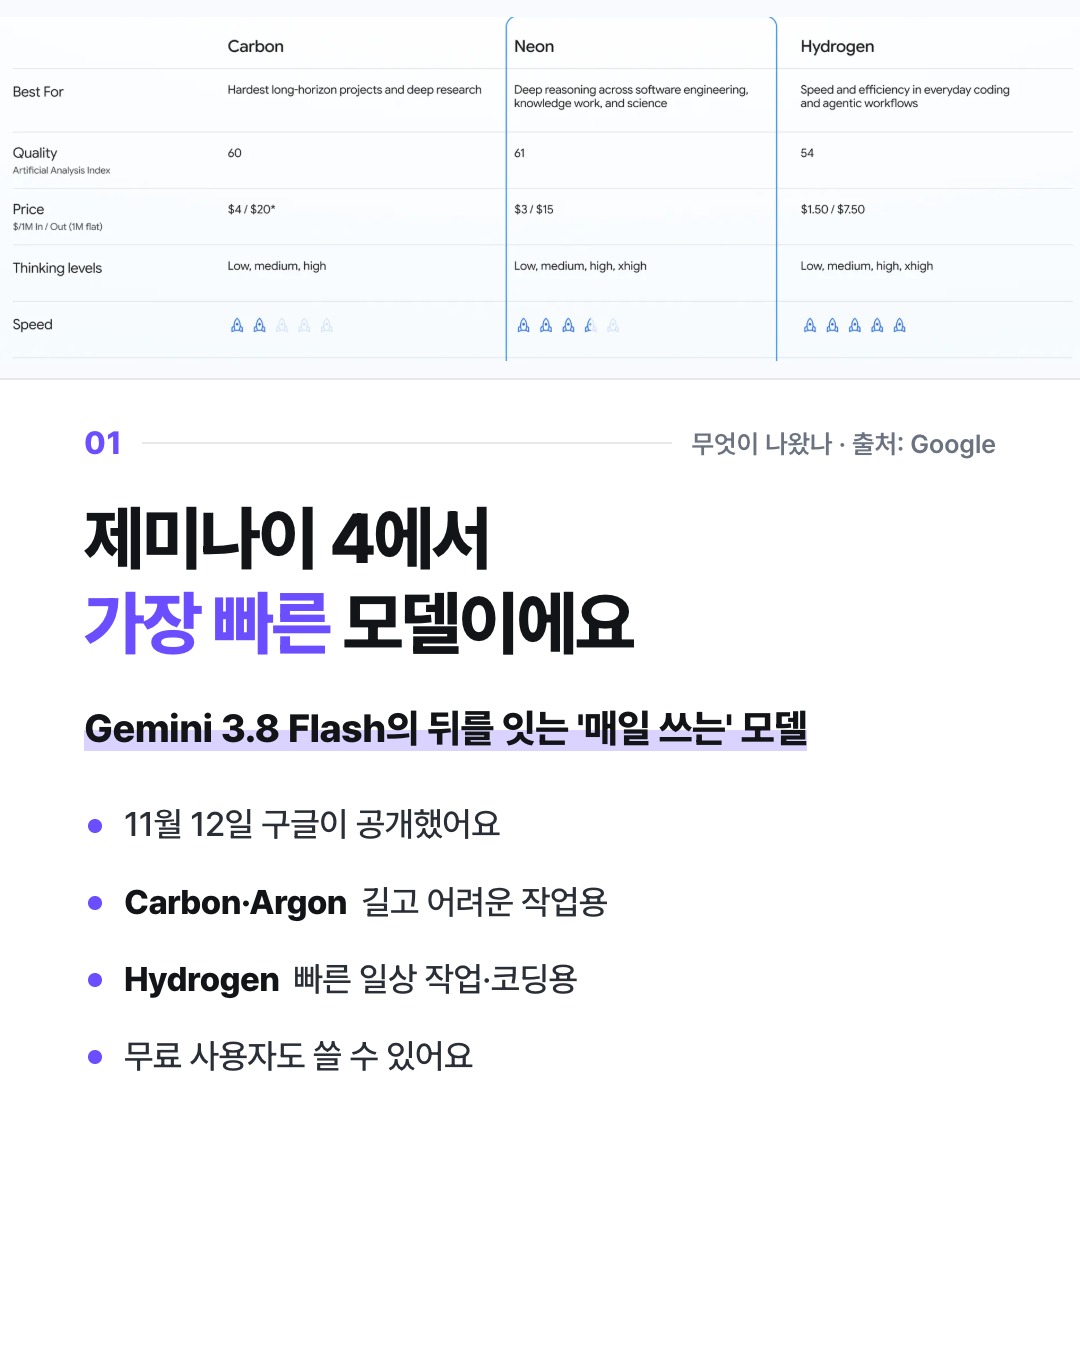 Carbon Neon Hydrogen
Best For Hardest long-horizon projects and deep research Deep reasoning across software engineering, knowledge work, and science Speed and efficiency in everyday coding and agentic workflows
Quality 60 61 54
Artificial Analysis Index
Price $4 / $20* $3 / $15 $1.50 / $7.50
$/1M In / Out (1M flat)
Thinking levels Low, medium, high Low, medium, high, xhigh Low, medium, high, xhigh
Speed
01 무엇이 나왔나 · 출처: Google
제미나이 4에서
가장 빠른 모델이에요
Gemini 3.8 Flash의 뒤를 잇는 '매일 쓰는' 모델
11월 12일 구글이 공개했어요
Carbon·Argon 길고 어려운 작업용
Hydrogen 빠른 일상 작업·코딩용
무료 사용자도 쓸 수 있어요